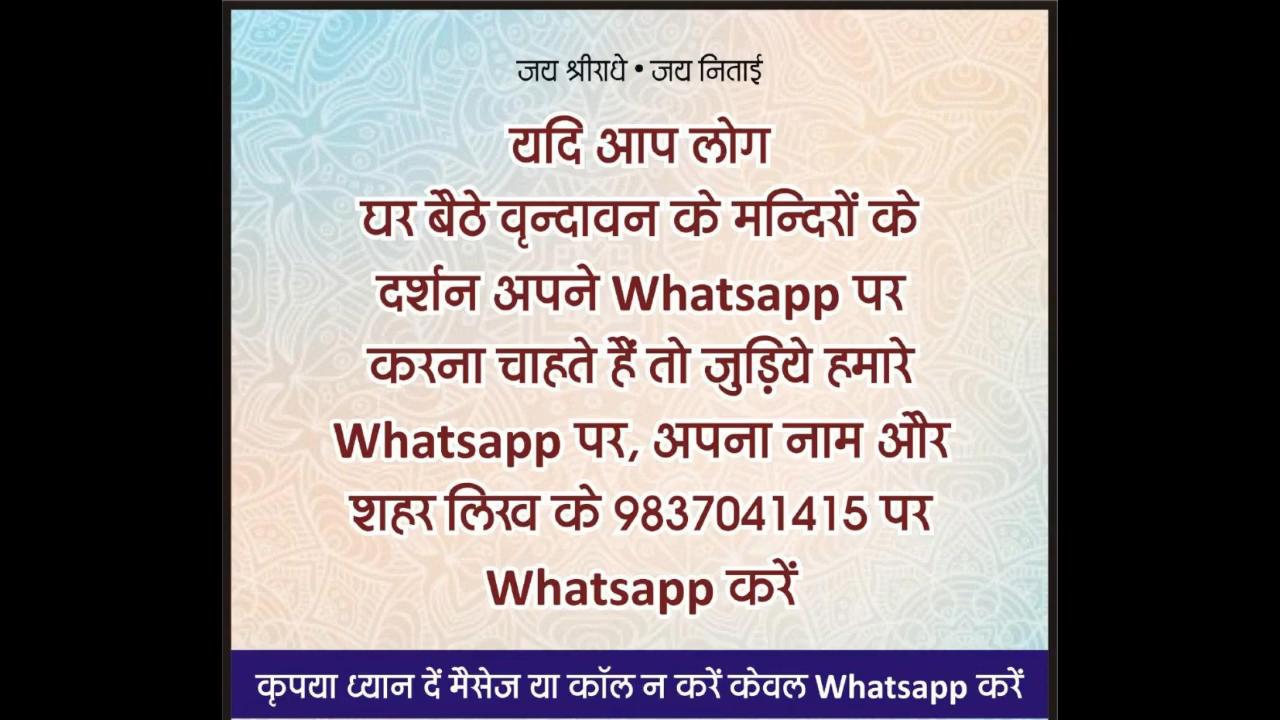 जय श्रीराधे • जय निताई
यदि आप लोग
घर बैठे वृन्दावन के मन्दिरों के
दर्शन अपने Whatsapp पर
करना चाहते हैं तो जुड़िये हमारे
Whatsapp पर, अपना नाम और
शहर लिख के 9837041415 पर
Whatsapp करें
कृपया ध्यान दें मैसेज या कॉल न करें केवल Whatsapp करें